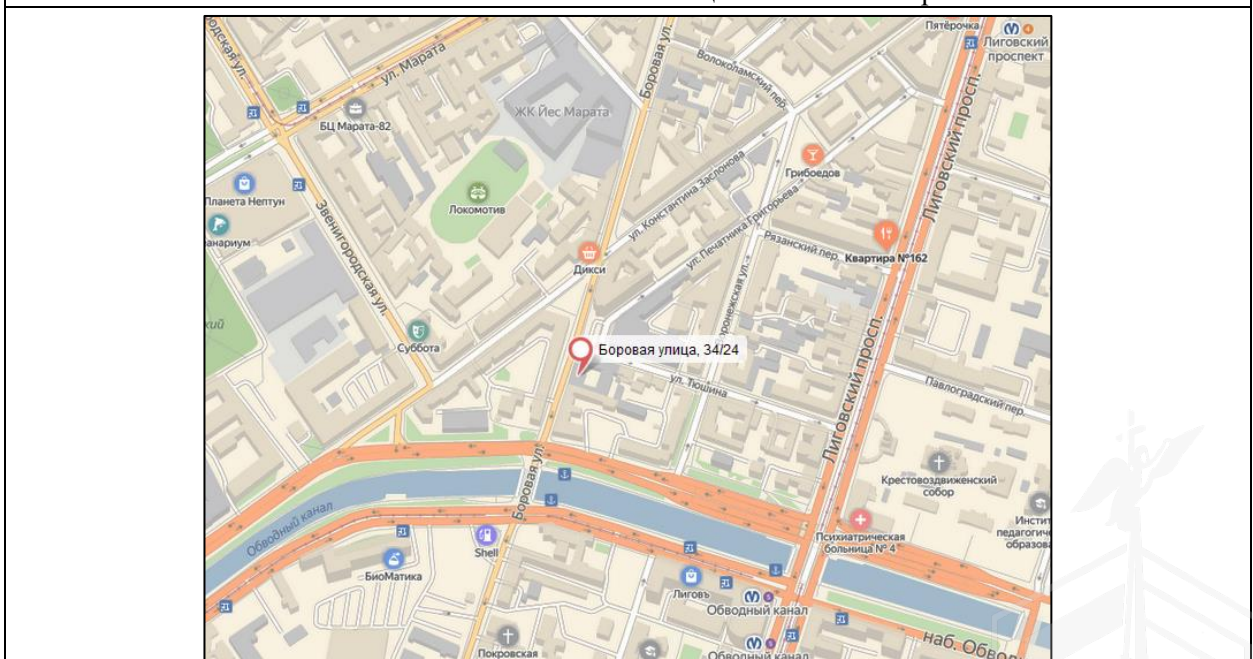 Пятёрочка
Лиговский
проспект
ул. Марата
Боровая ул.
Волоколамский пер.
ЖК Йес Марата
БЦ Марата-82
Лиговский просп.
Грибоедов
Планета Нептун
Локомотив
ул. Константина Заслонова
ул. Печатника Григорьева
Лиговский просп.
Звенигородская ул.
Рязанский пер.
Квартира №162
Дикси
Суббота
Боровая улица, 34/24
ул. Тюшина
Павлоградский пер.
Лиговский просп.
Боровая ул.
Крестовоздвиженский
собор
Обводный канал
Психиатрическая
больница № 4
Shell
БиоМатика
Лиговъ
Обводный канал
Покровская
Обводный канал